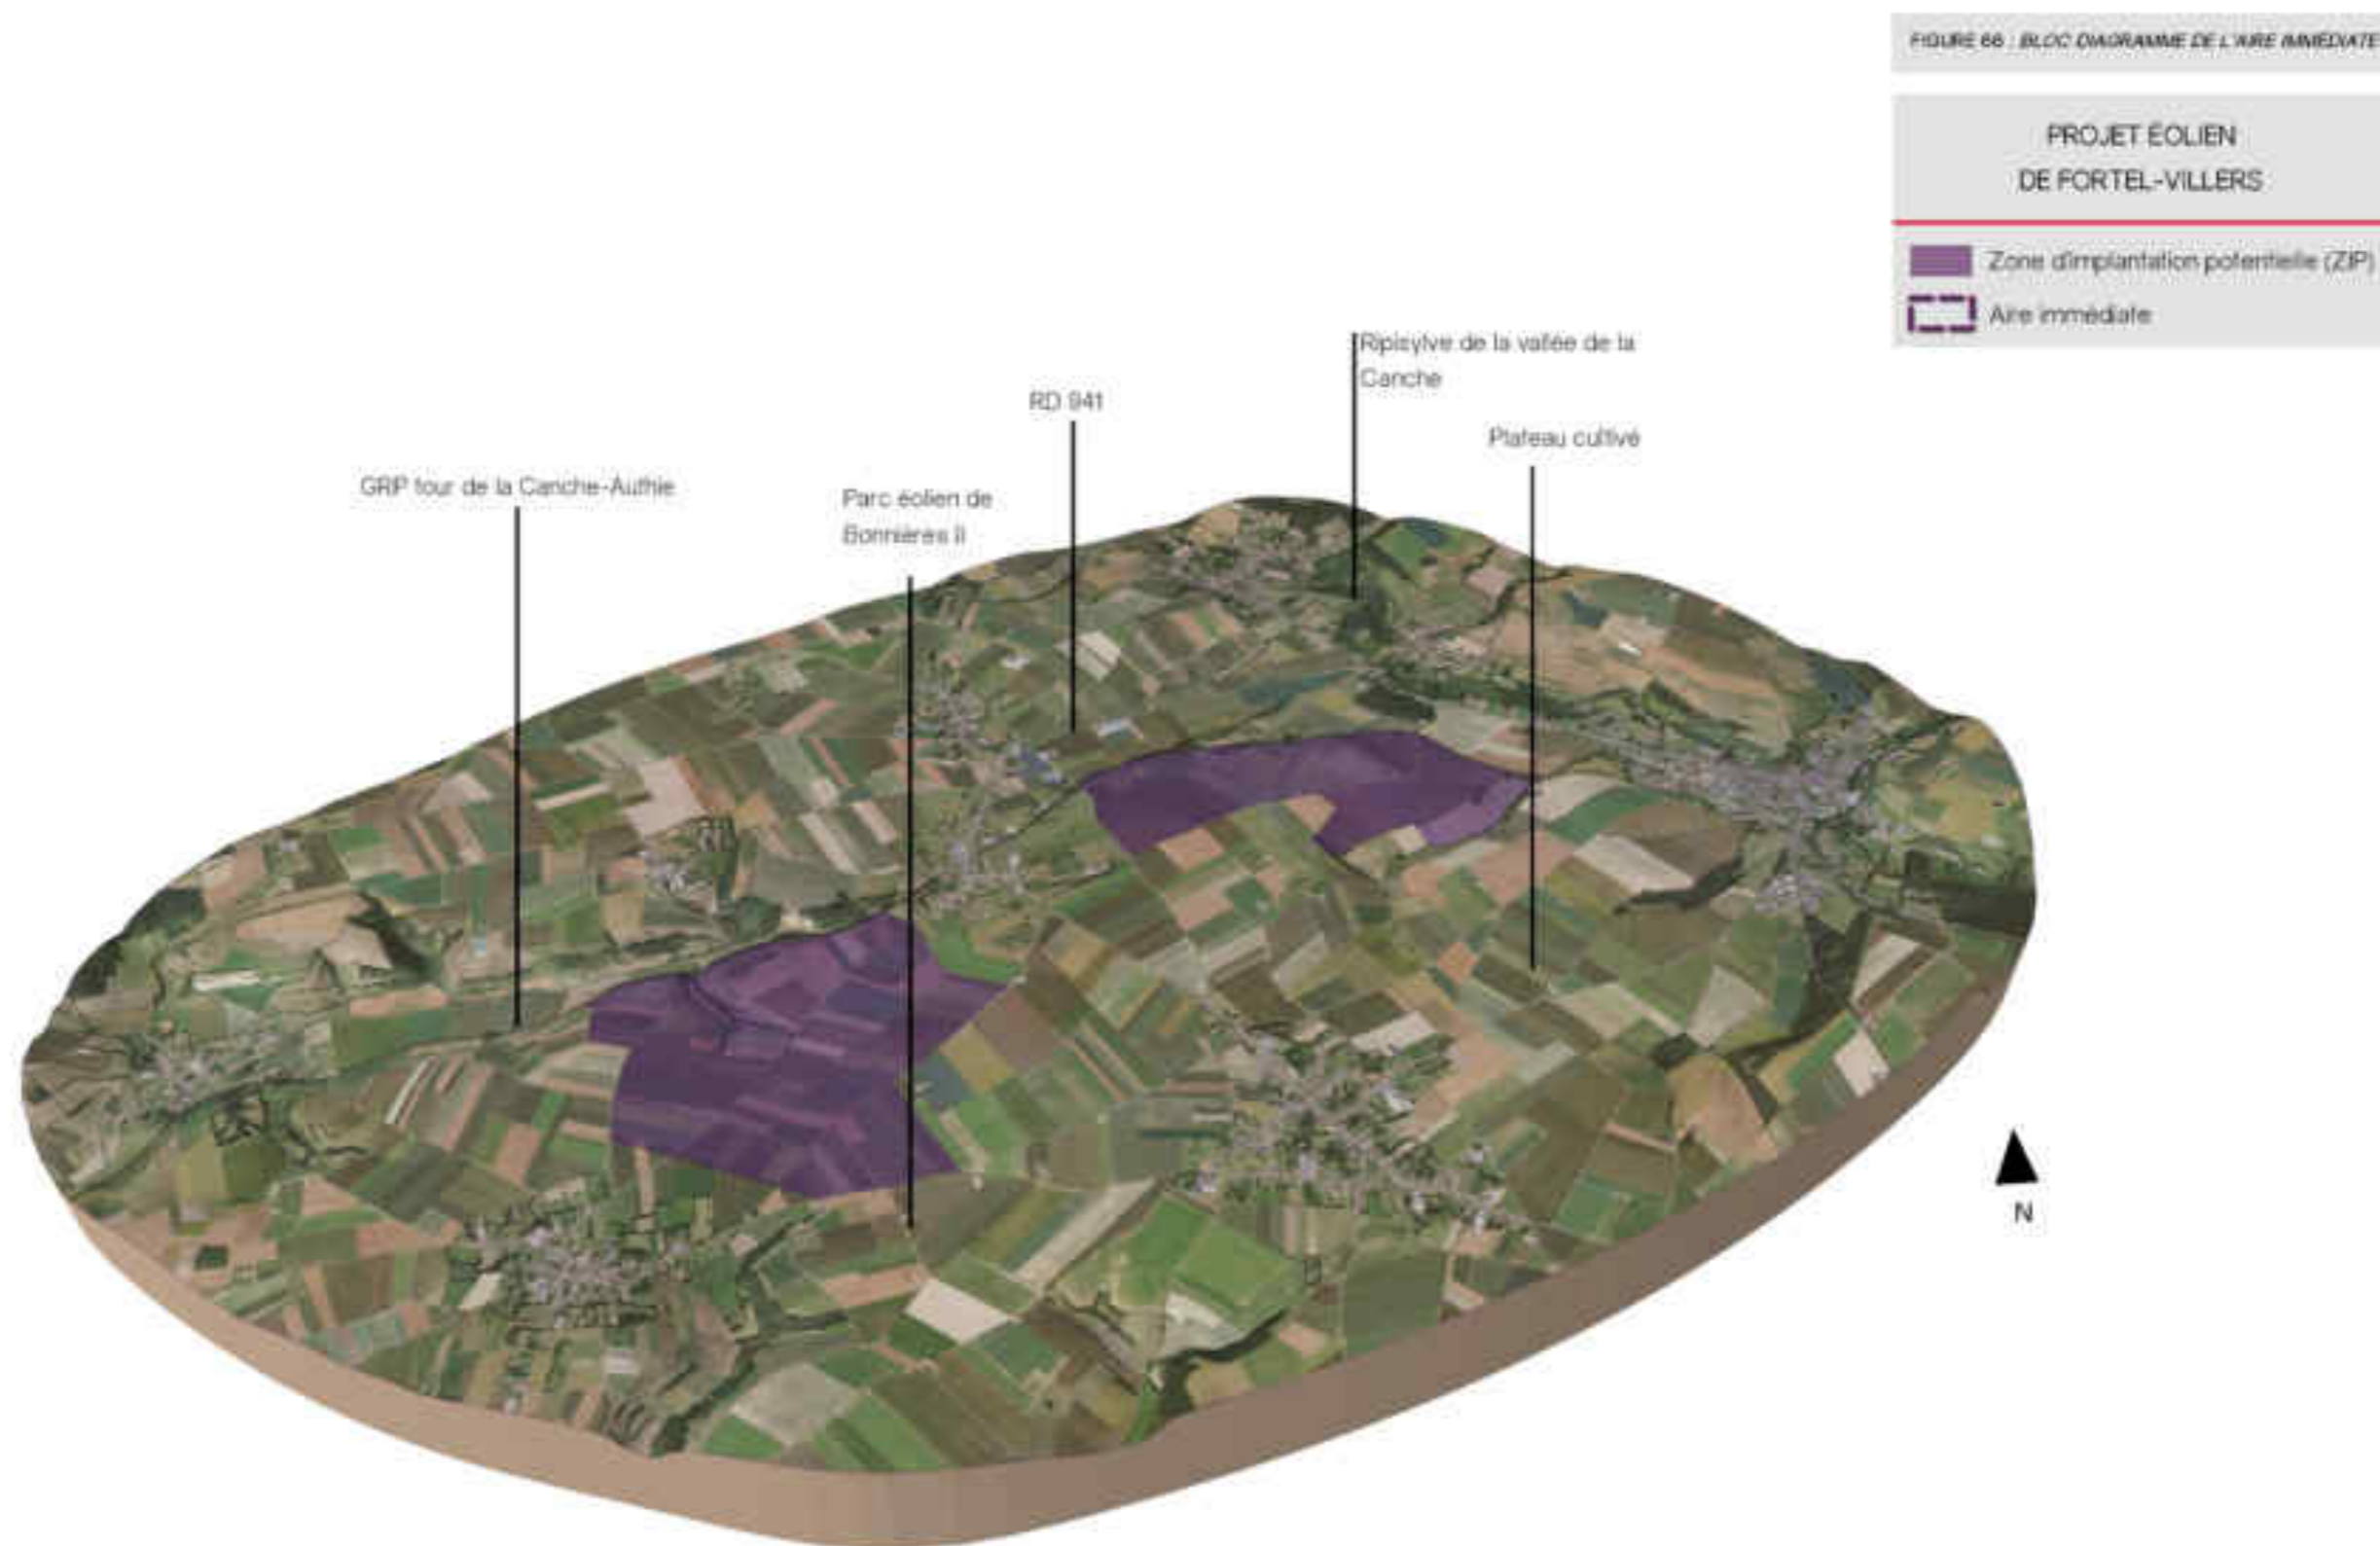 FIGURE 66 : BLOC DIAGRAMME DE L'AIRE IMMÉDIATE
PROJET ÉOLIEN
DE FORTEL-VILLERS
Zone d'implantation potentielle (ZIP)
Aire immédiate
Ripisylve de la vallée de la
Canche
RD 941
Plateau cultivé
GRP tour de la Canche-Authie
Parc éolien de
Bonnières II
N